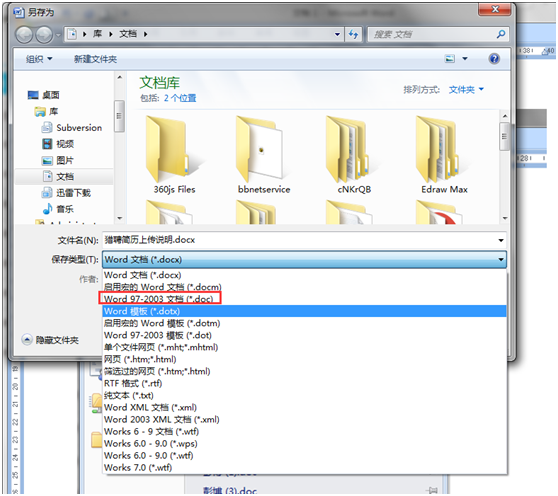 另存为
库 ▸ 文档 ▸
搜索 文档
组织 新建文件夹
桌面
库
Subversion
视频
图片
文档
迅雷下载
音乐
文档库
包括: 2 个位置
排列方式: 文件夹
360js Files
bbnetservice
cNKrQB
Edraw Max
文件名(N): 猎聘简历上传说明.docx
保存类型(T): Word 文档 (*.docx)
作者:
Word 文档 (*.docx)
启用宏的 Word 文档 (*.docm)
Word 97-2003 文档 (*.doc)
Word 模板 (*.dotx)
启用宏的 Word 模板 (*.dotm)
Word 97-2003 模板 (*.dot)
单个文件网页 (*.mht;*.mhtml)
网页 (*.htm;*.html)
筛选过的网页 (*.htm;*.html)
RTF 格式 (*.rtf)
纯文本 (*.txt)
Word XML 文档 (*.xml)
Word 2003 XML 文档 (*.xml)
Works 6 - 9 文档 (*.wtf)
Works 6.0 - 9.0 (*.wps)
Works 6.0 - 9.0 (*.wtf)
Works 7.0 (*.wtf)
隐藏文件夹
彭博 (3).doc